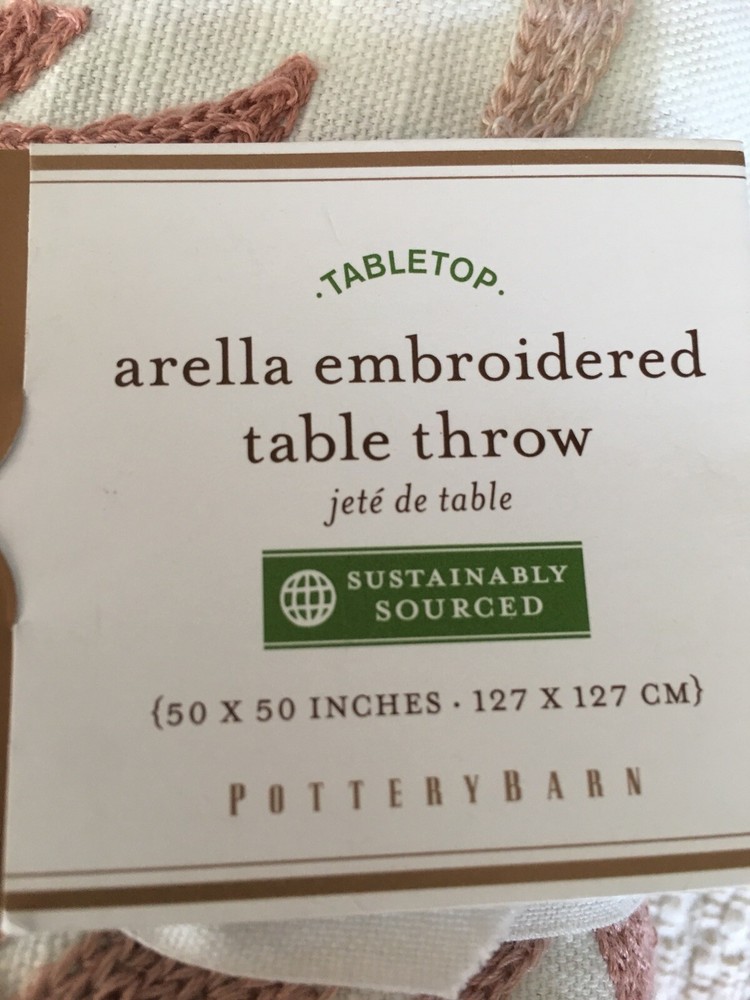 ·TABLETOP·
arella embroidered
table throw
jeté de table
SUSTAINABLY
SOURCED
{50 X 50 INCHES · 127 X 127 CM}
POTTERYBARN